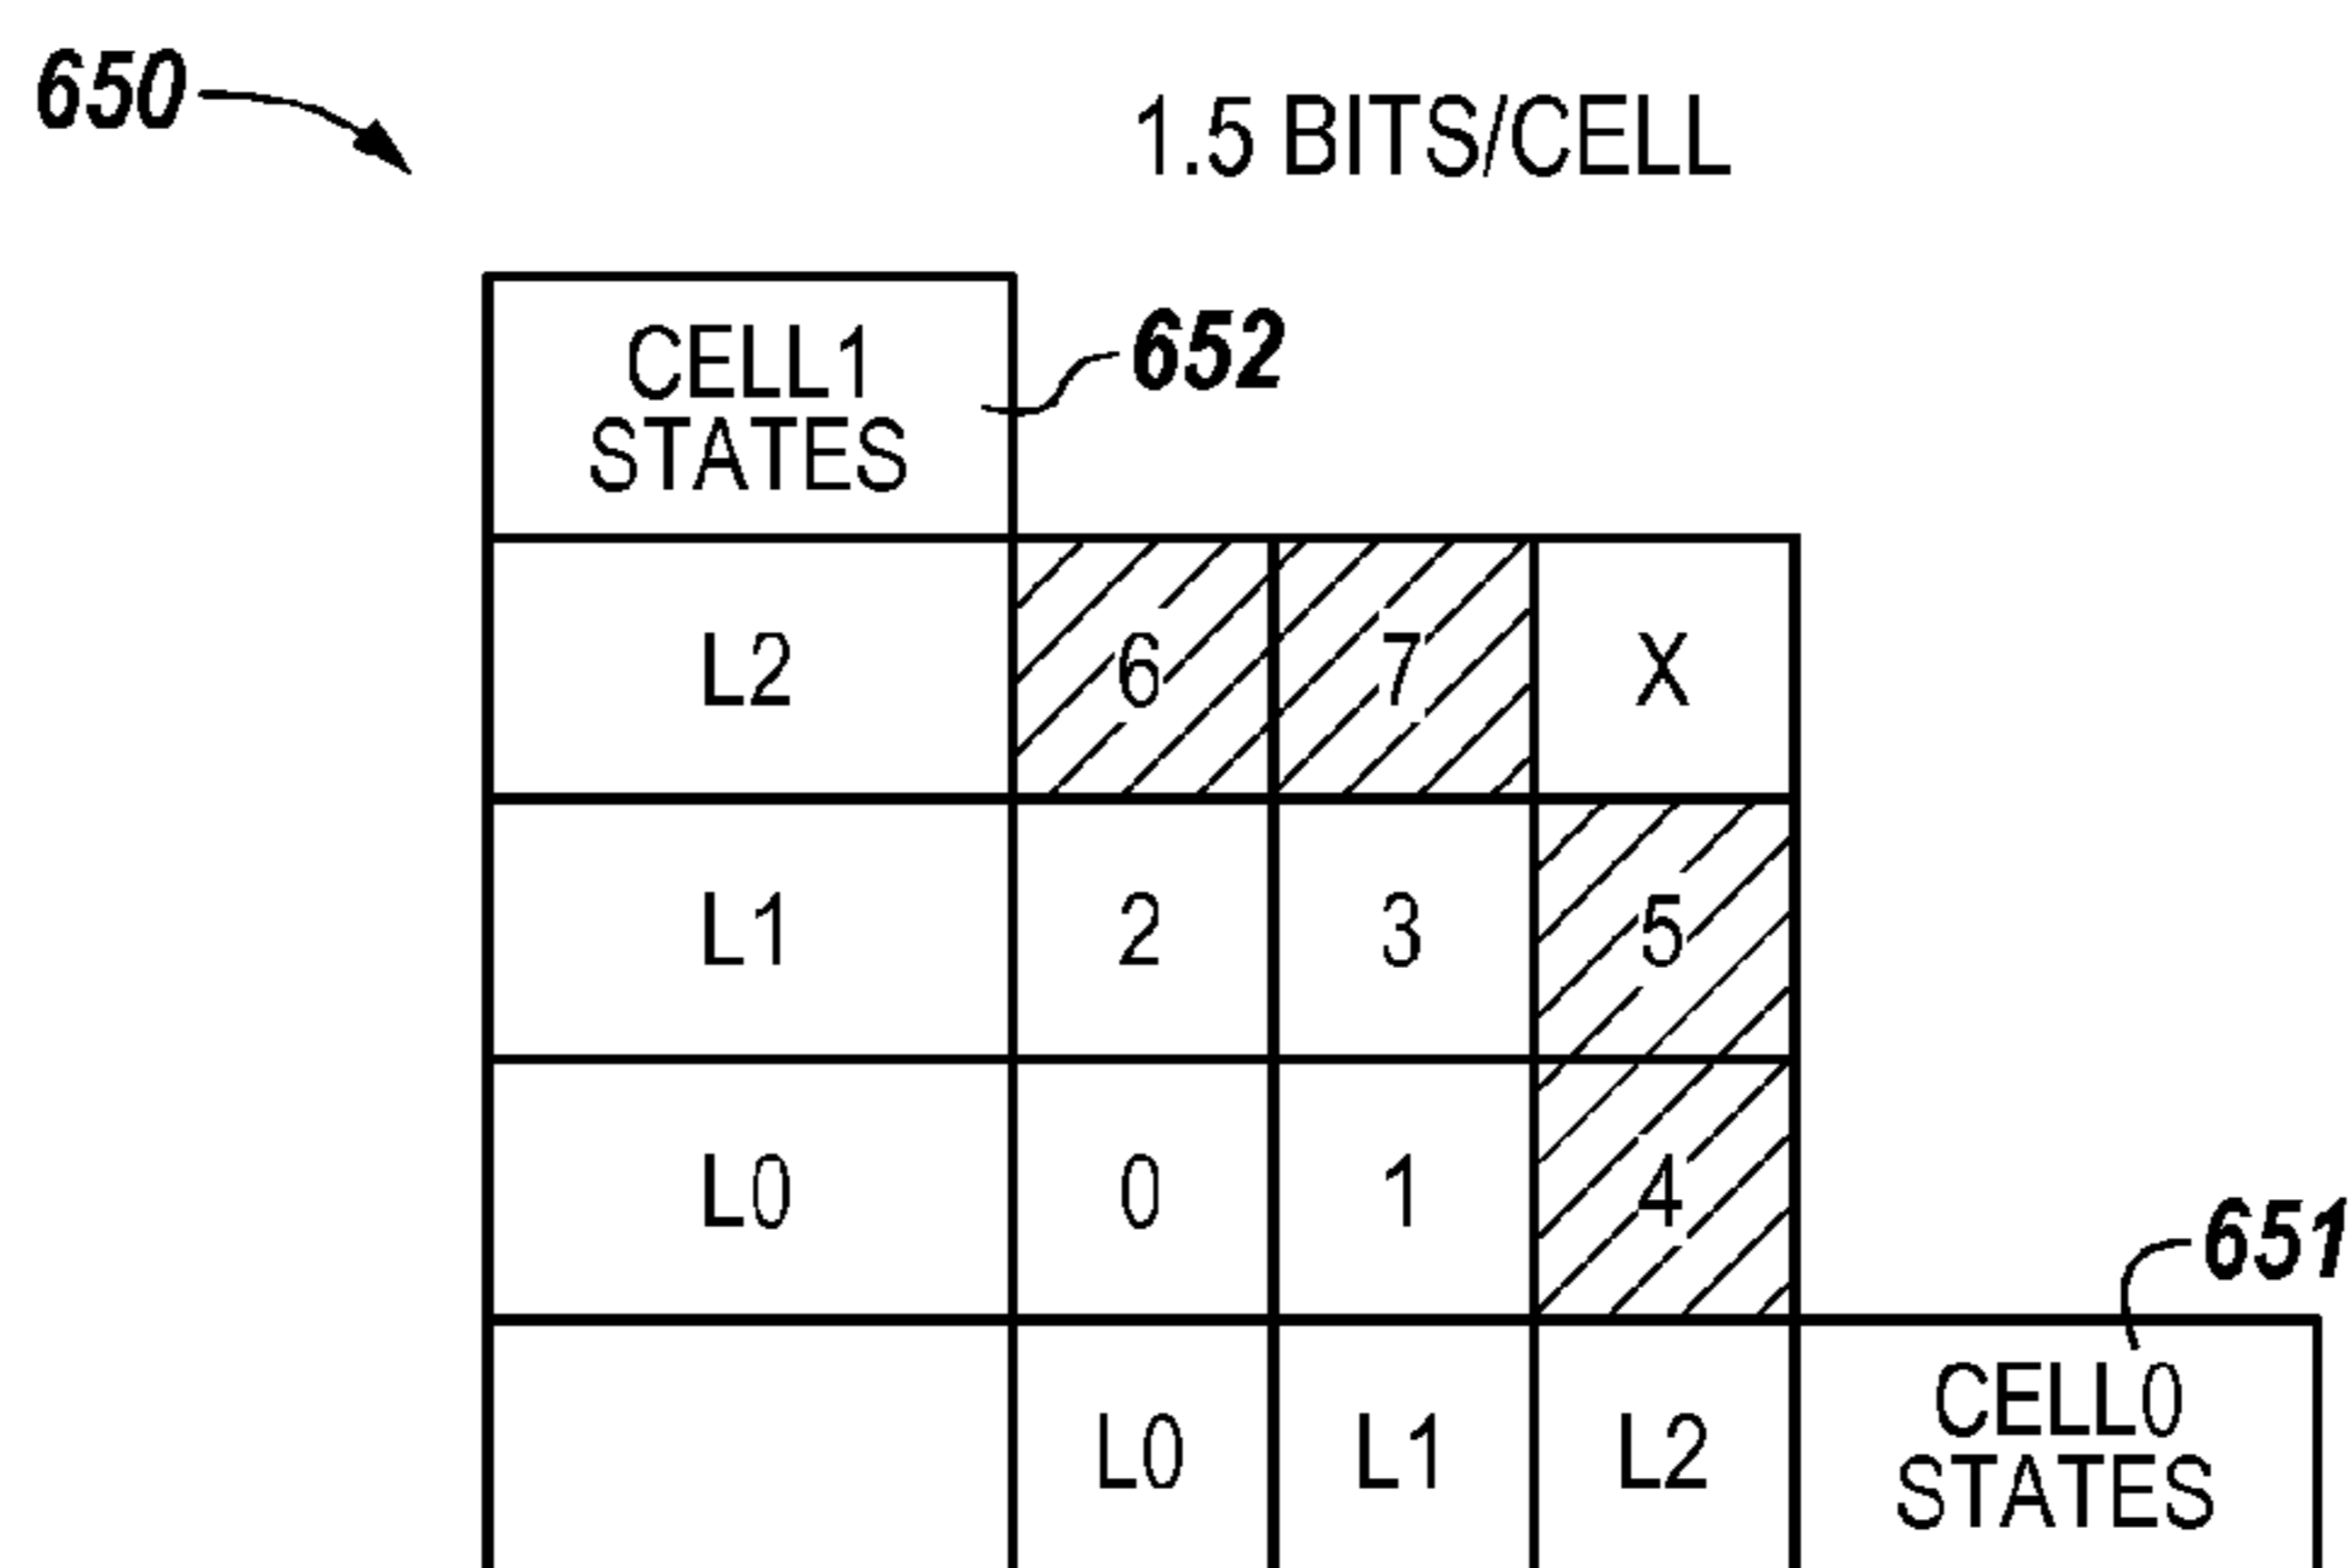 650
1.5 BITS/CELL
CELL1
STATES
652
L2 6 7 X
L1 2 3 5
L0 0 1 4
651
L0 L1 L2
CELL0
STATES